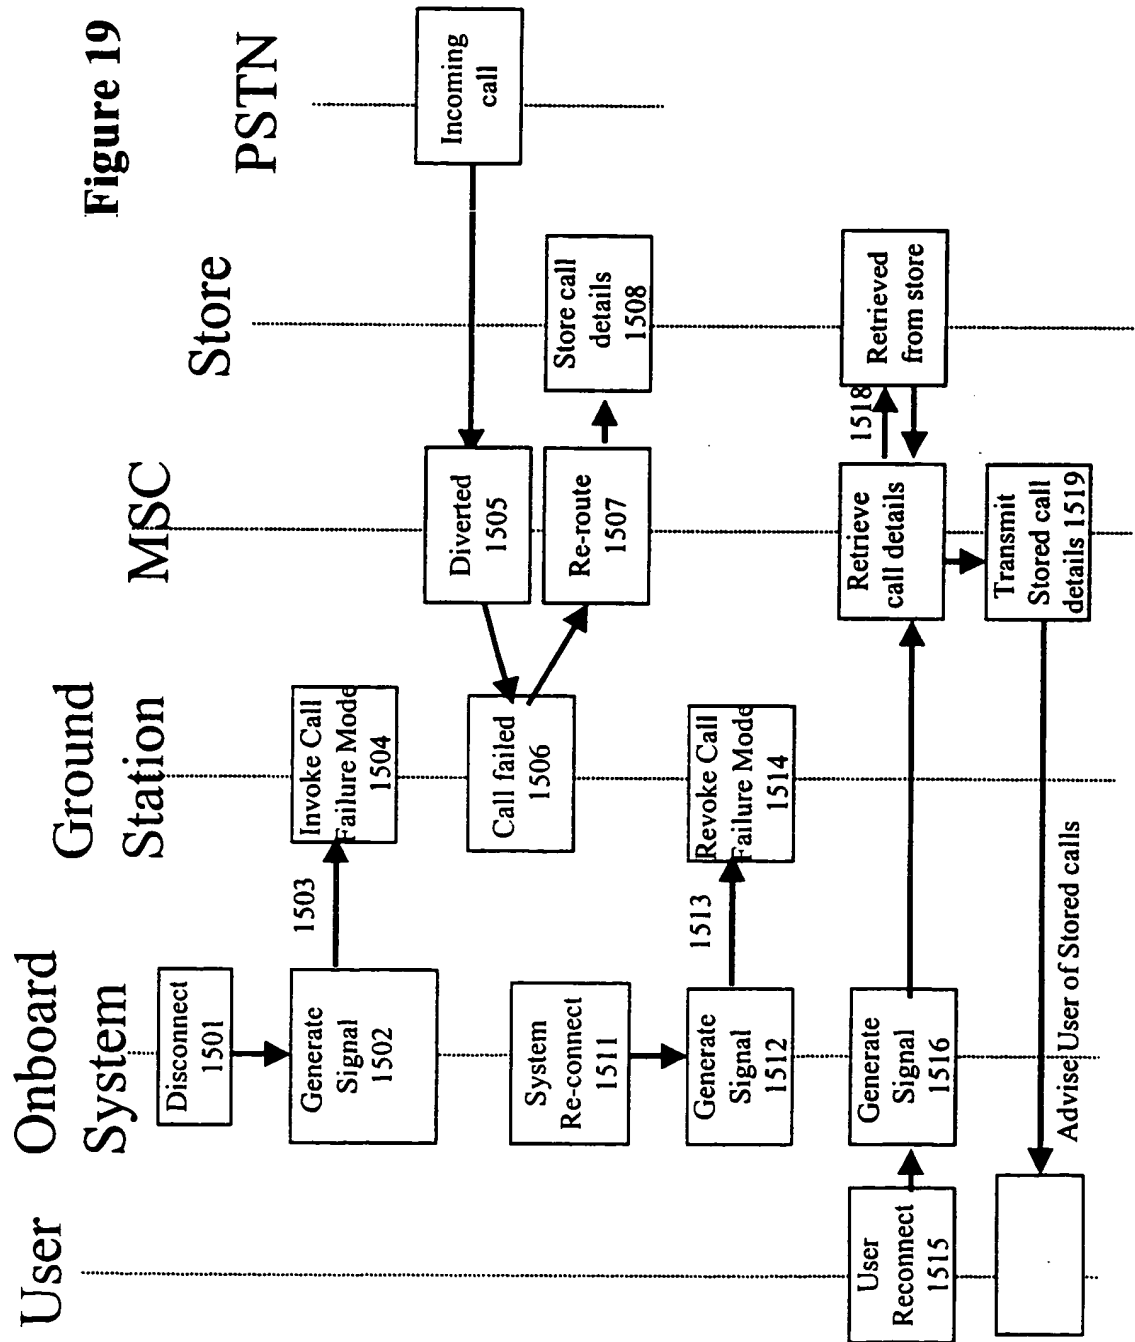 Figure 19
User
Onboard
System
Ground
Station
MSC
Store
PSTN
Disconnect
1501
Generate
Signal
1502
1503
Invoke Call
Failure Mode
1504
Incoming
call
Diverted
1505
Call failed
1506
Re-route
1507
Store call
details
1508
System
Re-connect
1511
Generate
Signal
1512
1513
Revoke Call
Failure Mode
1514
User
Reconnect
1515
Generate
Signal
1516
Retrieve
call details
1518
Retrieved
from store
Transmit
Stored call
details 1519
Advise User of Stored calls